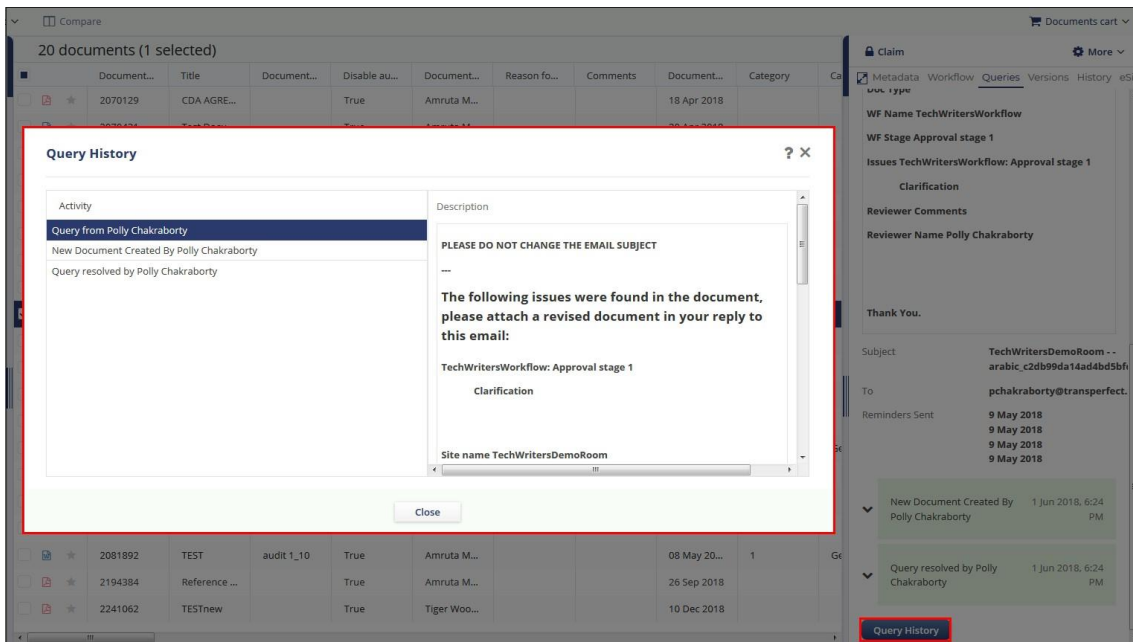 Compare
Documents cart
20 documents (1 selected)
Document... Title Document... Disable au... Document... Reason fo... Comments Document... Category Ca
2070129 CDA AGRE... True Amruta M... 18 Apr 2018
Query History
? ×
Activity
Query from Polly Chakraborty
New Document Created By Polly Chakraborty
Query resolved by Polly Chakraborty
Description
PLEASE DO NOT CHANGE THE EMAIL SUBJECT
---
The following issues were found in the document,
please attach a revised document in your reply to
this email:
TechWritersWorkflow: Approval stage 1
Clarification
Site name TechWritersDemoRoom
Close
2081892 TEST audit 1_10 True Amruta M... 08 May 20... 1 Ge
2194384 Reference ... True Amruta M... 26 Sep 2018
2241062 TESTnew True Tiger Woo... 10 Dec 2018
Claim
More
Metadata Workflow Queries Versions History eSi
Doc Type
WF Name TechWritersWorkflow
WF Stage Approval stage 1
Issues TechWritersWorkflow: Approval stage 1
Clarification
Reviewer Comments
Reviewer Name Polly Chakraborty
Thank You.
Subject TechWritersDemoRoom - -
arabic_c2db99da14ad4bd5bf
To pchakraborty@transperfect.
Reminders Sent 9 May 2018
9 May 2018
9 May 2018
9 May 2018
New Document Created By 1 Jun 2018, 6:24
Polly Chakraborty PM
Query resolved by Polly 1 Jun 2018, 6:24
Chakraborty PM
Query History